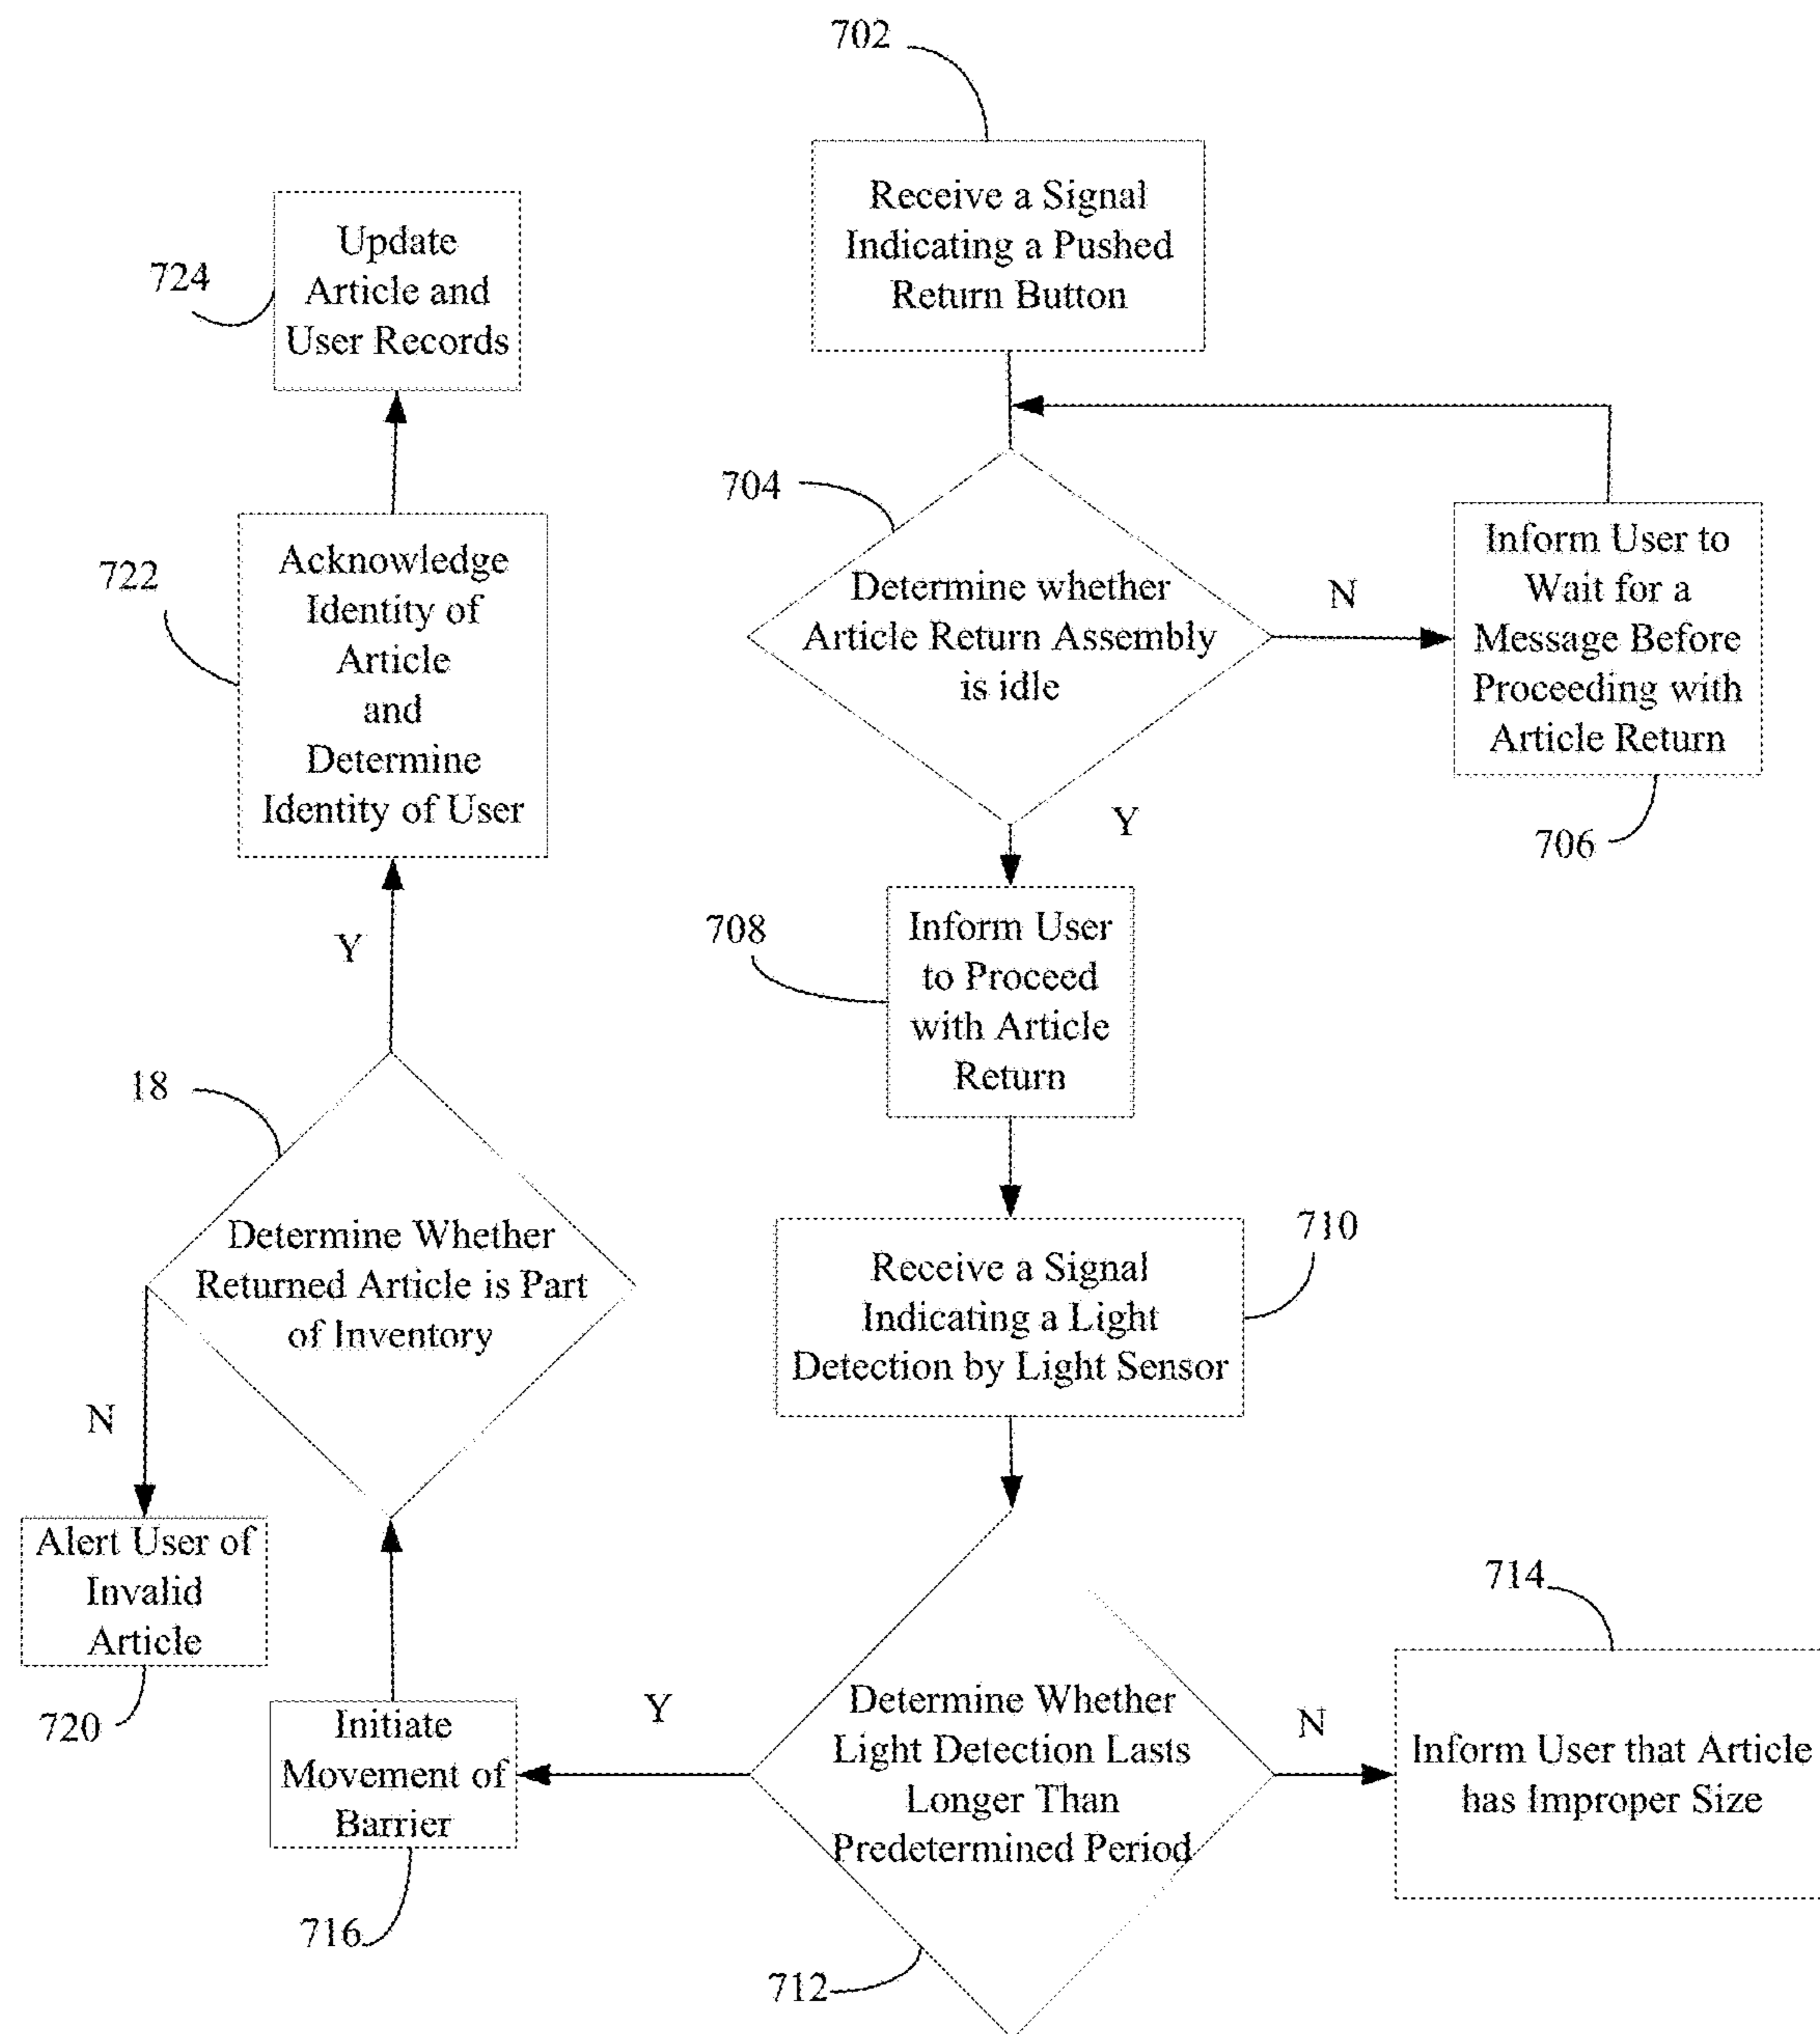 702
Receive a Signal
Indicating a Pushed
Return Button
704
Determine whether
Article Return Assembly
is idle
N
Inform User to
Wait for a
Message Before
Proceeding with
Article Return
706
Y
708
Inform User
to Proceed
with Article
Return
710
Receive a Signal
Indicating a Light
Detection by Light Sensor
712
Determine Whether
Light Detection Lasts
Longer Than
Predetermined Period
N
714
Inform User that Article
has Improper Size
Y
Initiate
Movement of
Barrier
716
18
Determine Whether
Returned Article is Part
of Inventory
N
Alert User of
Invalid
Article
720
Y
722
Acknowledge
Identity of
Article
and
Determine
Identity of User
724
Update
Article and
User Records